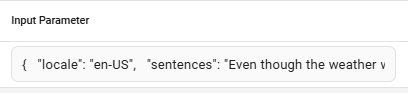 Input Parameter
{ "locale": "en-US", "sentences": "Even though the weather